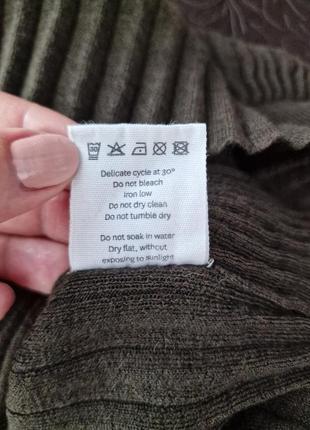 30
Delicate cycle at 30°
Do not bleach
Iron low
Do not dry clean
Do not tumble dry
Do not soak in water
Dry flat, without
exposing to sunlight